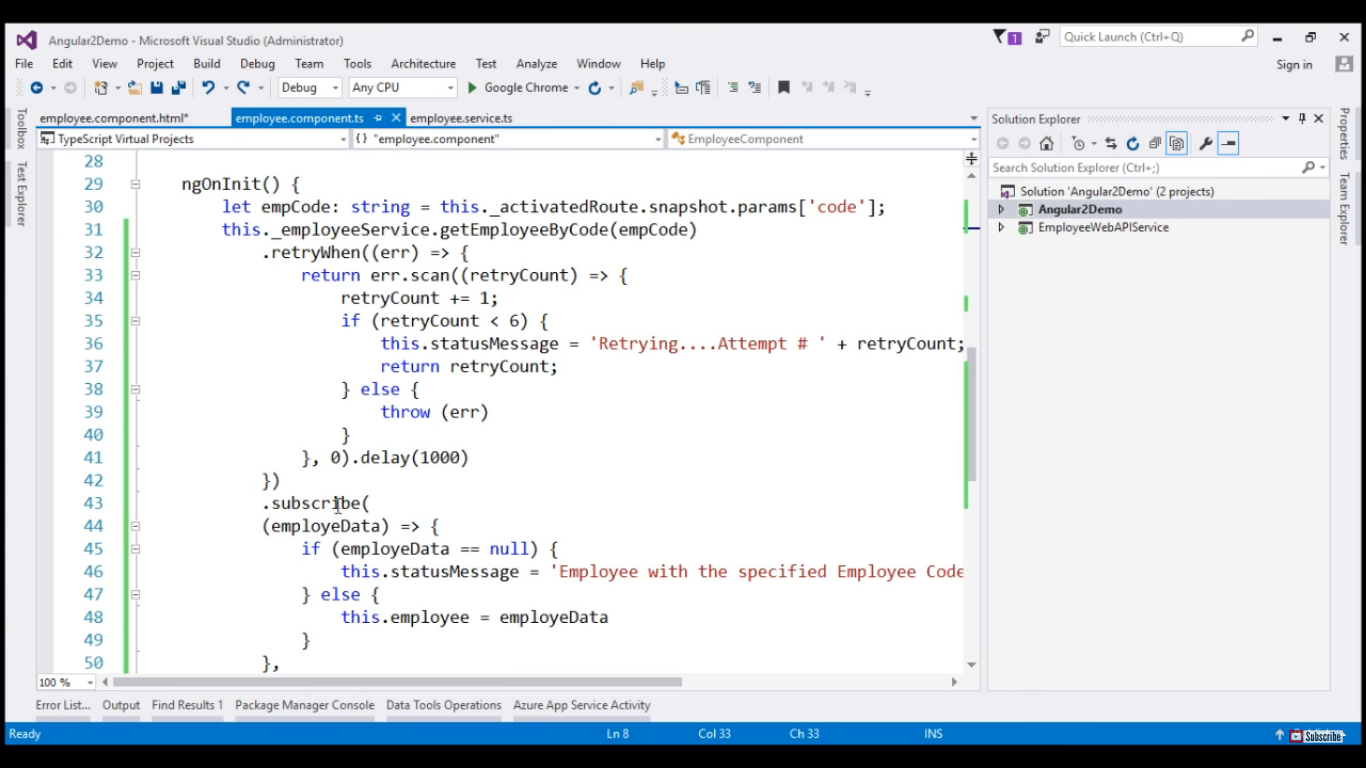 Angular2Demo - Microsoft Visual Studio (Administrator)
1
Quick Launch (Ctrl+Q)
File Edit View Project Build Debug Team Tools Architecture Test Analyze Window Help
Sign in
Debug Any CPU Google Chrome
Toolbox
Test Explorer
employee.component.html*
employee.component.ts
employee.service.ts
TypeScript Virtual Projects
{ } "employee.component"
EmployeeComponent
28
29 ngOnInit() {
30 let empCode: string = this._activatedRoute.snapshot.params['code'];
31 this._employeeService.getEmployeeByCode(empCode)
32 .retryWhen((err) => {
33 return err.scan((retryCount) => {
34 retryCount += 1;
35 if (retryCount < 6) {
36 this.statusMessage = 'Retrying....Attempt # ' + retryCount;
37 return retryCount;
38 } else {
39 throw (err)
40 }
41 }, 0).delay(1000)
42 })
43 .subscribe(
44 (employeData) => {
45 if (employeData == null) {
46 this.statusMessage = 'Employee with the specified Employee Code
47 } else {
48 this.employee = employeData
49 }
50 },
100 %
Solution Explorer
Search Solution Explorer (Ctrl+;)
Solution 'Angular2Demo' (2 projects)
Angular2Demo
EmployeeWebAPIService
Properties
Team Explorer
Error List... Output Find Results 1 Package Manager Console Data Tools Operations Azure App Service Activity
Ready Ln 8 Col 33 Ch 33 INS
Subscribe